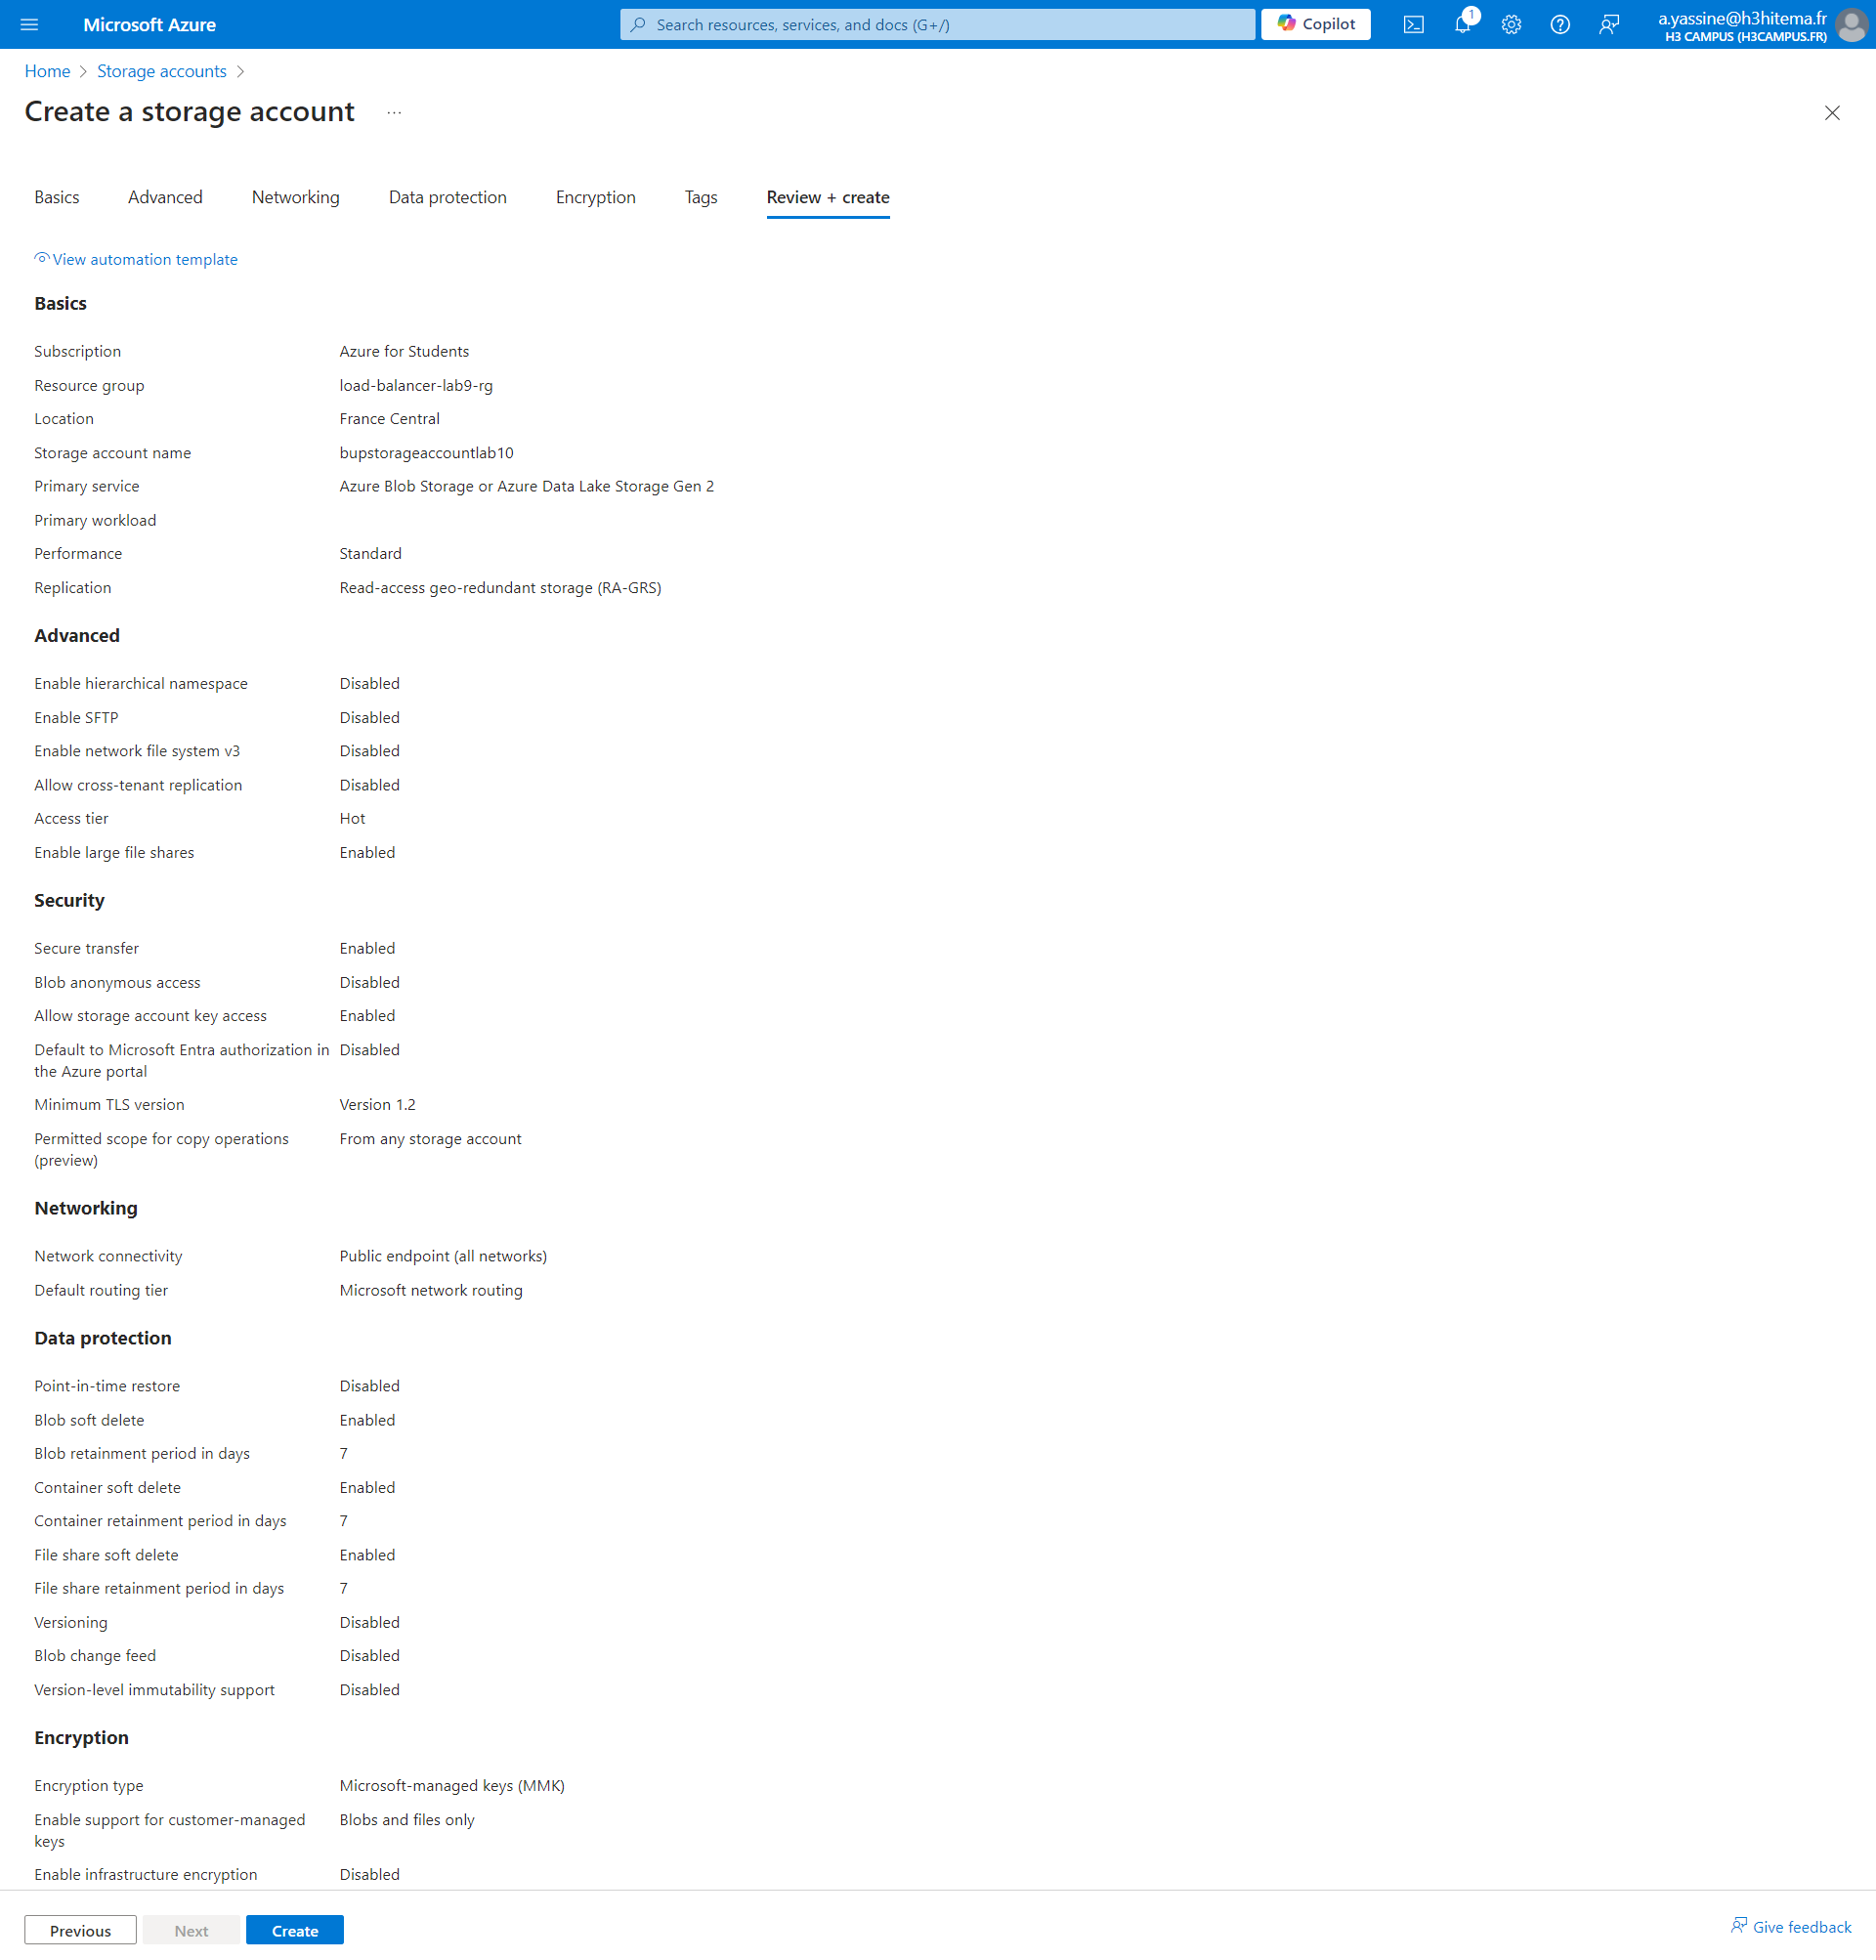 Microsoft Azure
Search resources, services, and docs (G+/)
Copilot
1
a.yassine@h3hitema.fr
H3 CAMPUS (H3CAMPUS.FR)
Home > Storage accounts >
Create a storage account ...
Basics Advanced Networking Data protection Encryption Tags Review + create
View automation template
Basics
Subscription Azure for Students
Resource group load-balancer-lab9-rg
Location France Central
Storage account name bupstorageaccountlab10
Primary service Azure Blob Storage or Azure Data Lake Storage Gen 2
Primary workload
Performance Standard
Replication Read-access geo-redundant storage (RA-GRS)
Advanced
Enable hierarchical namespace Disabled
Enable SFTP Disabled
Enable network file system v3 Disabled
Allow cross-tenant replication Disabled
Access tier Hot
Enable large file shares Enabled
Security
Secure transfer Enabled
Blob anonymous access Disabled
Allow storage account key access Enabled
Default to Microsoft Entra authorization in Disabled
the Azure portal
Minimum TLS version Version 1.2
Permitted scope for copy operations From any storage account
(preview)
Networking
Network connectivity Public endpoint (all networks)
Default routing tier Microsoft network routing
Data protection
Point-in-time restore Disabled
Blob soft delete Enabled
Blob retainment period in days 7
Container soft delete Enabled
Container retainment period in days 7
File share soft delete Enabled
File share retainment period in days 7
Versioning Disabled
Blob change feed Disabled
Version-level immutability support Disabled
Encryption
Encryption type Microsoft-managed keys (MMK)
Enable support for customer-managed Blobs and files only
keys
Enable infrastructure encryption Disabled
Previous Next Create
Give feedback